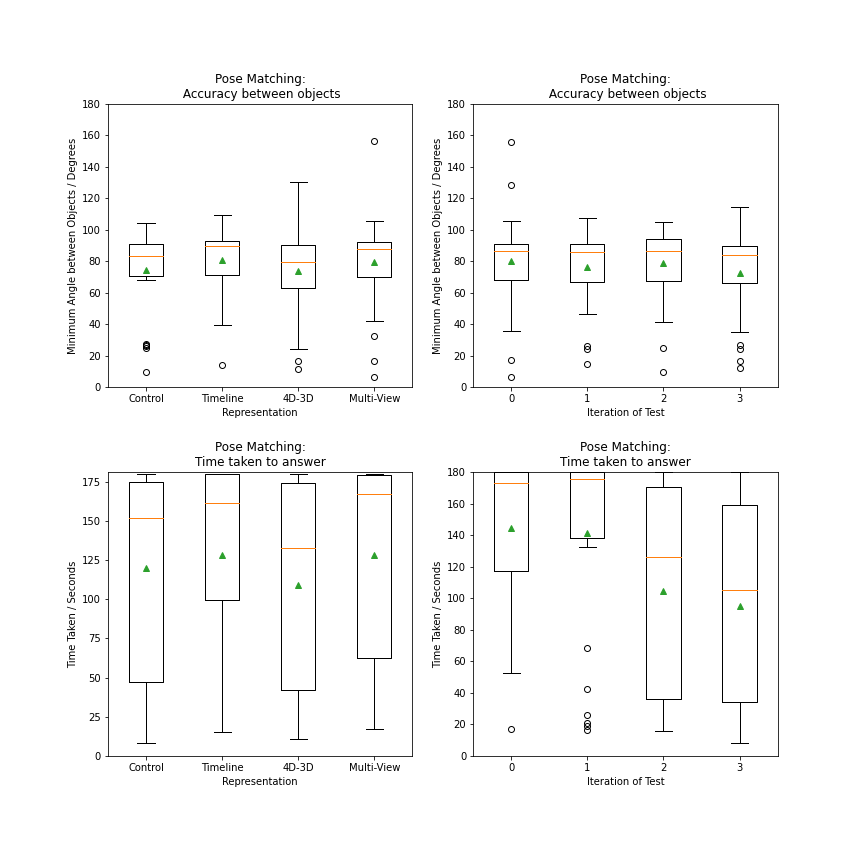 Pose Matching:
Accuracy between objects
180
160
140
120
100
80
60
40
20
0
Minimum Angle between Objects / Degrees
Control Timeline 4D-3D Multi-View
Representation
Pose Matching:
Accuracy between objects
180
160
140
120
100
80
60
40
20
0
Minimum Angle between Objects / Degrees
0 1 2 3
Iteration of Test
Pose Matching:
Time taken to answer
175
150
125
100
75
50
25
0
Time Taken / Seconds
Control Timeline 4D-3D Multi-View
Representation
Pose Matching:
Time taken to answer
180
160
140
120
100
80
60
40
20
0
Time Taken / Seconds
0 1 2 3
Iteration of Test